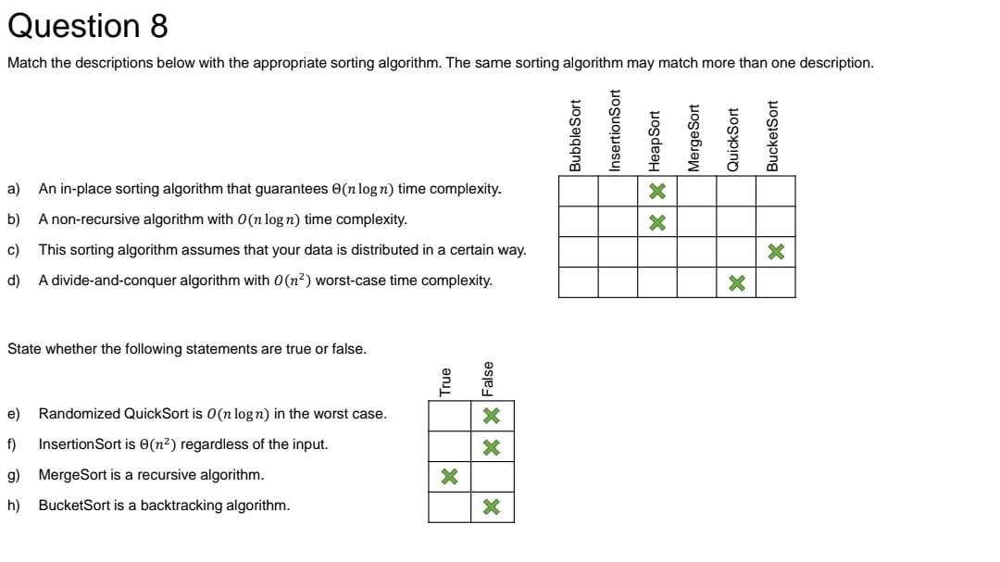 Question 8
Match the descriptions below with the appropriate sorting algorithm. The same sorting algorithm may match more than one description.
BubbleSort
InsertionSort
HeapSort
MergeSort
QuickSort
BucketSort
a) An in-place sorting algorithm that guarantees Θ(n log n) time complexity.
b) A non-recursive algorithm with O(n log n) time complexity.
c) This sorting algorithm assumes that your data is distributed in a certain way.
d) A divide-and-conquer algorithm with O(n²) worst-case time complexity.
State whether the following statements are true or false.
True
False
e) Randomized QuickSort is O(n log n) in the worst case.
f) InsertionSort is Θ(n²) regardless of the input.
g) MergeSort is a recursive algorithm.
h) BucketSort is a backtracking algorithm.